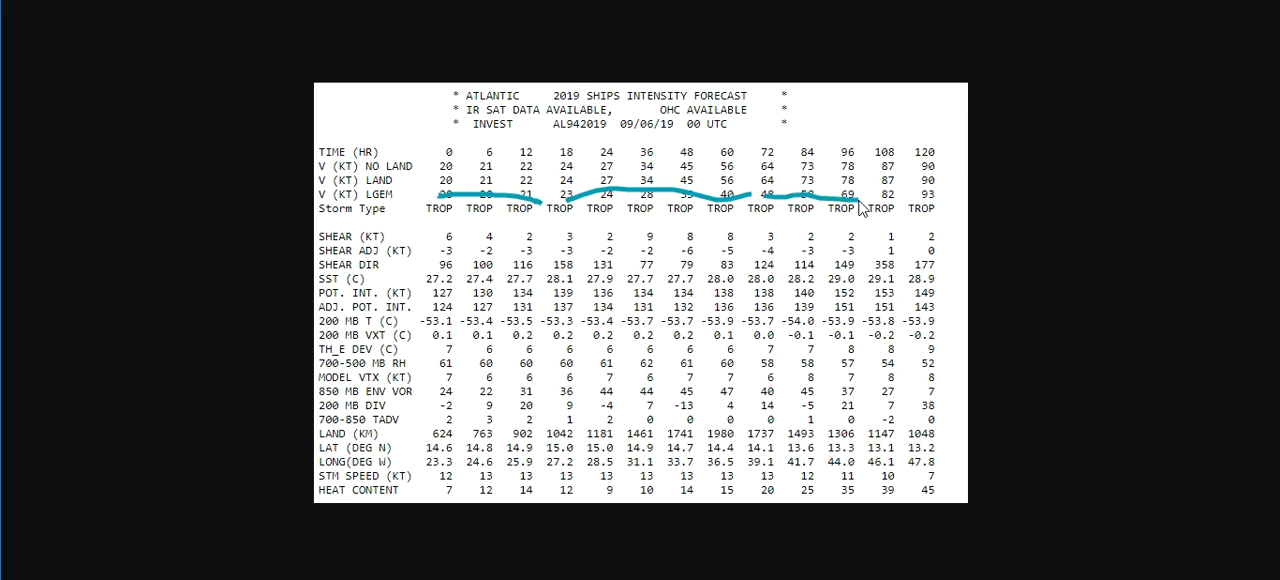 * ATLANTIC 2019 SHIPS INTENSITY FORECAST *
* IR SAT DATA AVAILABLE, OHC AVAILABLE *
* INVEST AL942019 09/06/19 00 UTC *
TIME (HR) 0 6 12 18 24 36 48 60 72 84 96 108 120
V (KT) NO LAND 20 21 22 24 27 34 45 56 64 73 78 87 90
V (KT) LAND 20 21 22 24 27 34 45 56 64 73 78 87 90
V (KT) LGEM 20 20 21 23 24 28 40 69 82 93
Storm Type TROP TROP TROP TROP TROP TROP TROP TROP TROP TROP TROP TROP TROP
SHEAR (KT) 6 4 2 3 2 9 8 8 3 2 2 1 2
SHEAR ADJ (KT) -3 -2 -3 -3 -2 -2 -6 -5 -4 -3 -3 1 0
SHEAR DIR 96 100 116 158 131 77 79 83 124 114 149 358 177
SST (C) 27.2 27.4 27.7 28.1 27.9 27.7 27.7 28.0 28.0 28.2 29.0 29.1 28.9
POT. INT. (KT) 127 130 134 139 136 134 134 138 138 140 152 153 149
ADJ. POT. INT. 124 127 131 137 134 131 132 136 136 139 151 151 143
200 MB T (C) -53.1 -53.4 -53.5 -53.3 -53.4 -53.7 -53.7 -53.9 -53.7 -54.0 -53.9 -53.8 -53.9
200 MB VXT (C) 0.1 0.1 0.2 0.2 0.2 0.2 0.2 0.1 0.0 -0.1 -0.1 -0.2 -0.2
TH_E DEV (C) 7 6 6 6 6 6 6 6 7 7 8 8 9
700-500 MB RH 61 60 60 60 61 62 61 60 58 58 57 54 52
MODEL VTX (KT) 7 6 6 6 7 6 7 7 6 8 7 8 8
850 MB ENV VOR 24 22 31 36 44 44 45 47 40 45 37 27 7
200 MB DIV -2 9 20 9 -4 7 -13 4 14 -5 21 7 38
700-850 TADV 2 3 2 1 2 0 0 0 0 1 0 -2 0
LAND (KM) 624 763 902 1042 1181 1461 1741 1980 1737 1493 1306 1147 1048
LAT (DEG N) 14.6 14.8 14.9 15.0 15.0 14.9 14.7 14.4 14.1 13.6 13.3 13.1 13.2
LONG(DEG W) 23.3 24.6 25.9 27.2 28.5 31.1 33.7 36.5 39.1 41.7 44.0 46.1 47.8
STM SPEED (KT) 12 13 13 13 13 13 13 13 13 12 11 10 7
HEAT CONTENT 7 12 14 12 9 10 14 15 20 25 35 39 45